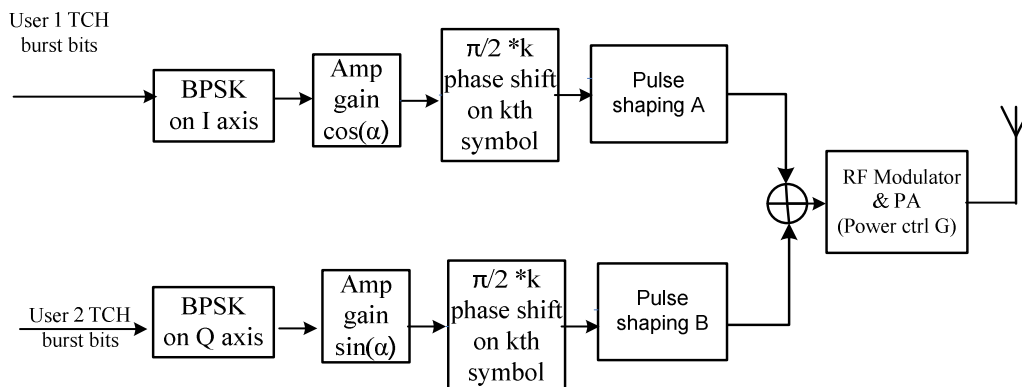 User 1 TCH
burst bits
BPSK
on I axis
Amp
gain
cos(α)
π/2 *k
phase shift
on kth
symbol
Pulse
shaping A
RF Modulator
& PA
(Power ctrl G)
User 2 TCH
burst bits
BPSK
on Q axis
Amp
gain
sin(α)
π/2 *k
phase shift
on kth
symbol
Pulse
shaping B